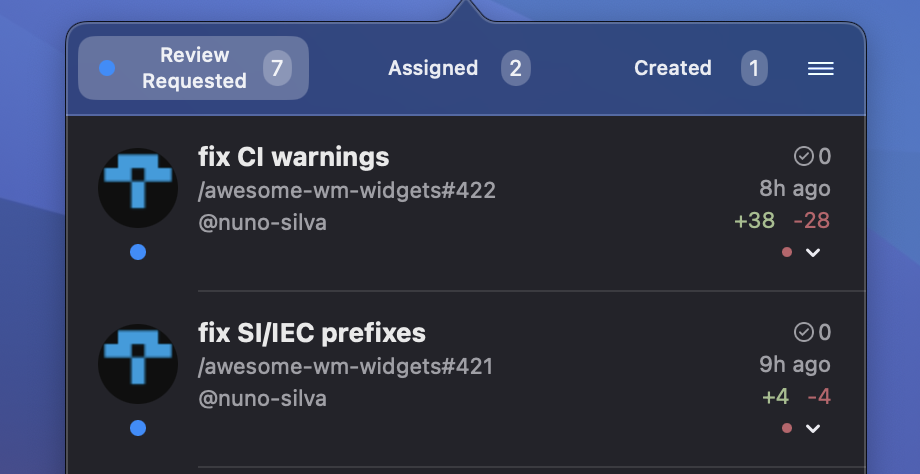 Review
Requested 7 Assigned 2 Created 1
fix CI warnings 0
/awesome-wm-widgets#422 8h ago
@nuno-silva +38 -28
fix SI/IEC prefixes 0
/awesome-wm-widgets#421 9h ago
@nuno-silva +4 -4